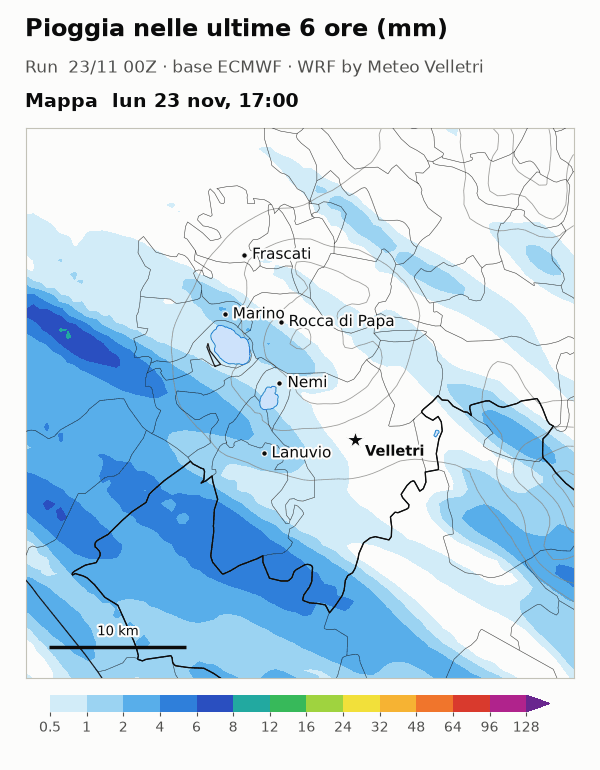 Pioggia nelle ultime 6 ore (mm)
Run  23/11 00Z · base ECMWF · WRF by Meteo Velletri
Mappa  lun 23 nov, 17:00
Frascati
Marino
Rocca di Papa
Nemi
Velletri
Lanuvio
10 km
0.5 1 2 4 6 8 12 16 24 32 48 64 96 128